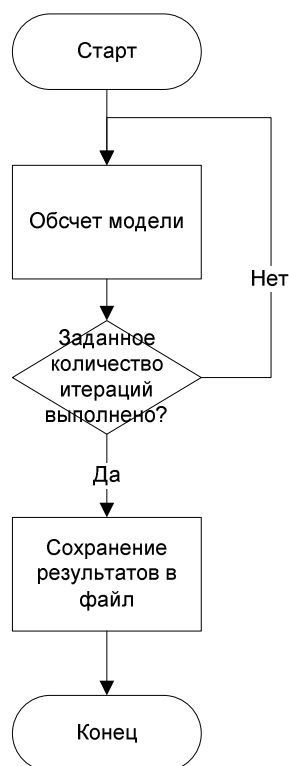 Старт
Обсчет модели
Нет
Заданное
количество
итераций
выполнено?
Да
Сохранение
результатов в
файл
Конец